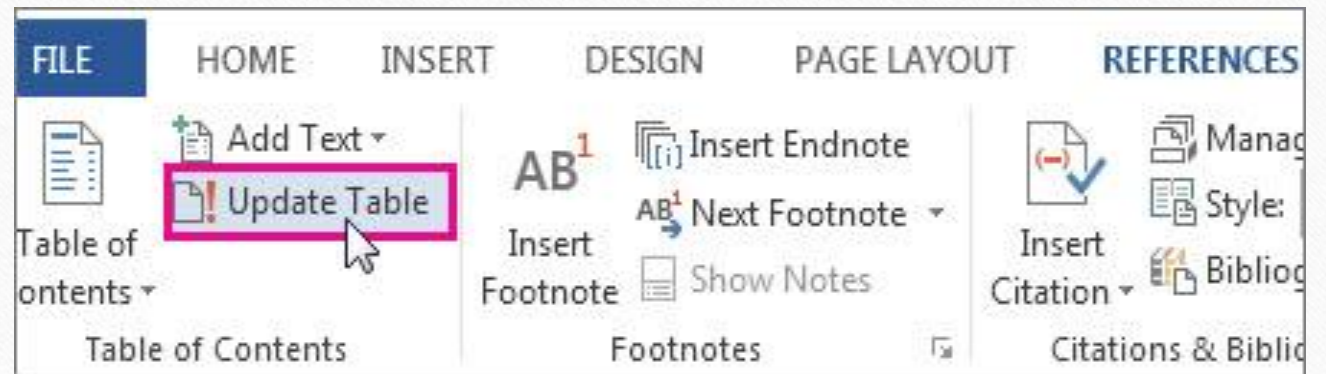 FILE HOME INSERT DESIGN PAGE LAYOUT REFERENCES
Add Text
Update Table
Table of
ontents
Table of Contents
AB1
Insert
Footnote
Insert Endnote
AB1 Next Footnote
Show Notes
Footnotes
Insert
Citation
Manag
Style:
Bibliog
Citations & Biblio